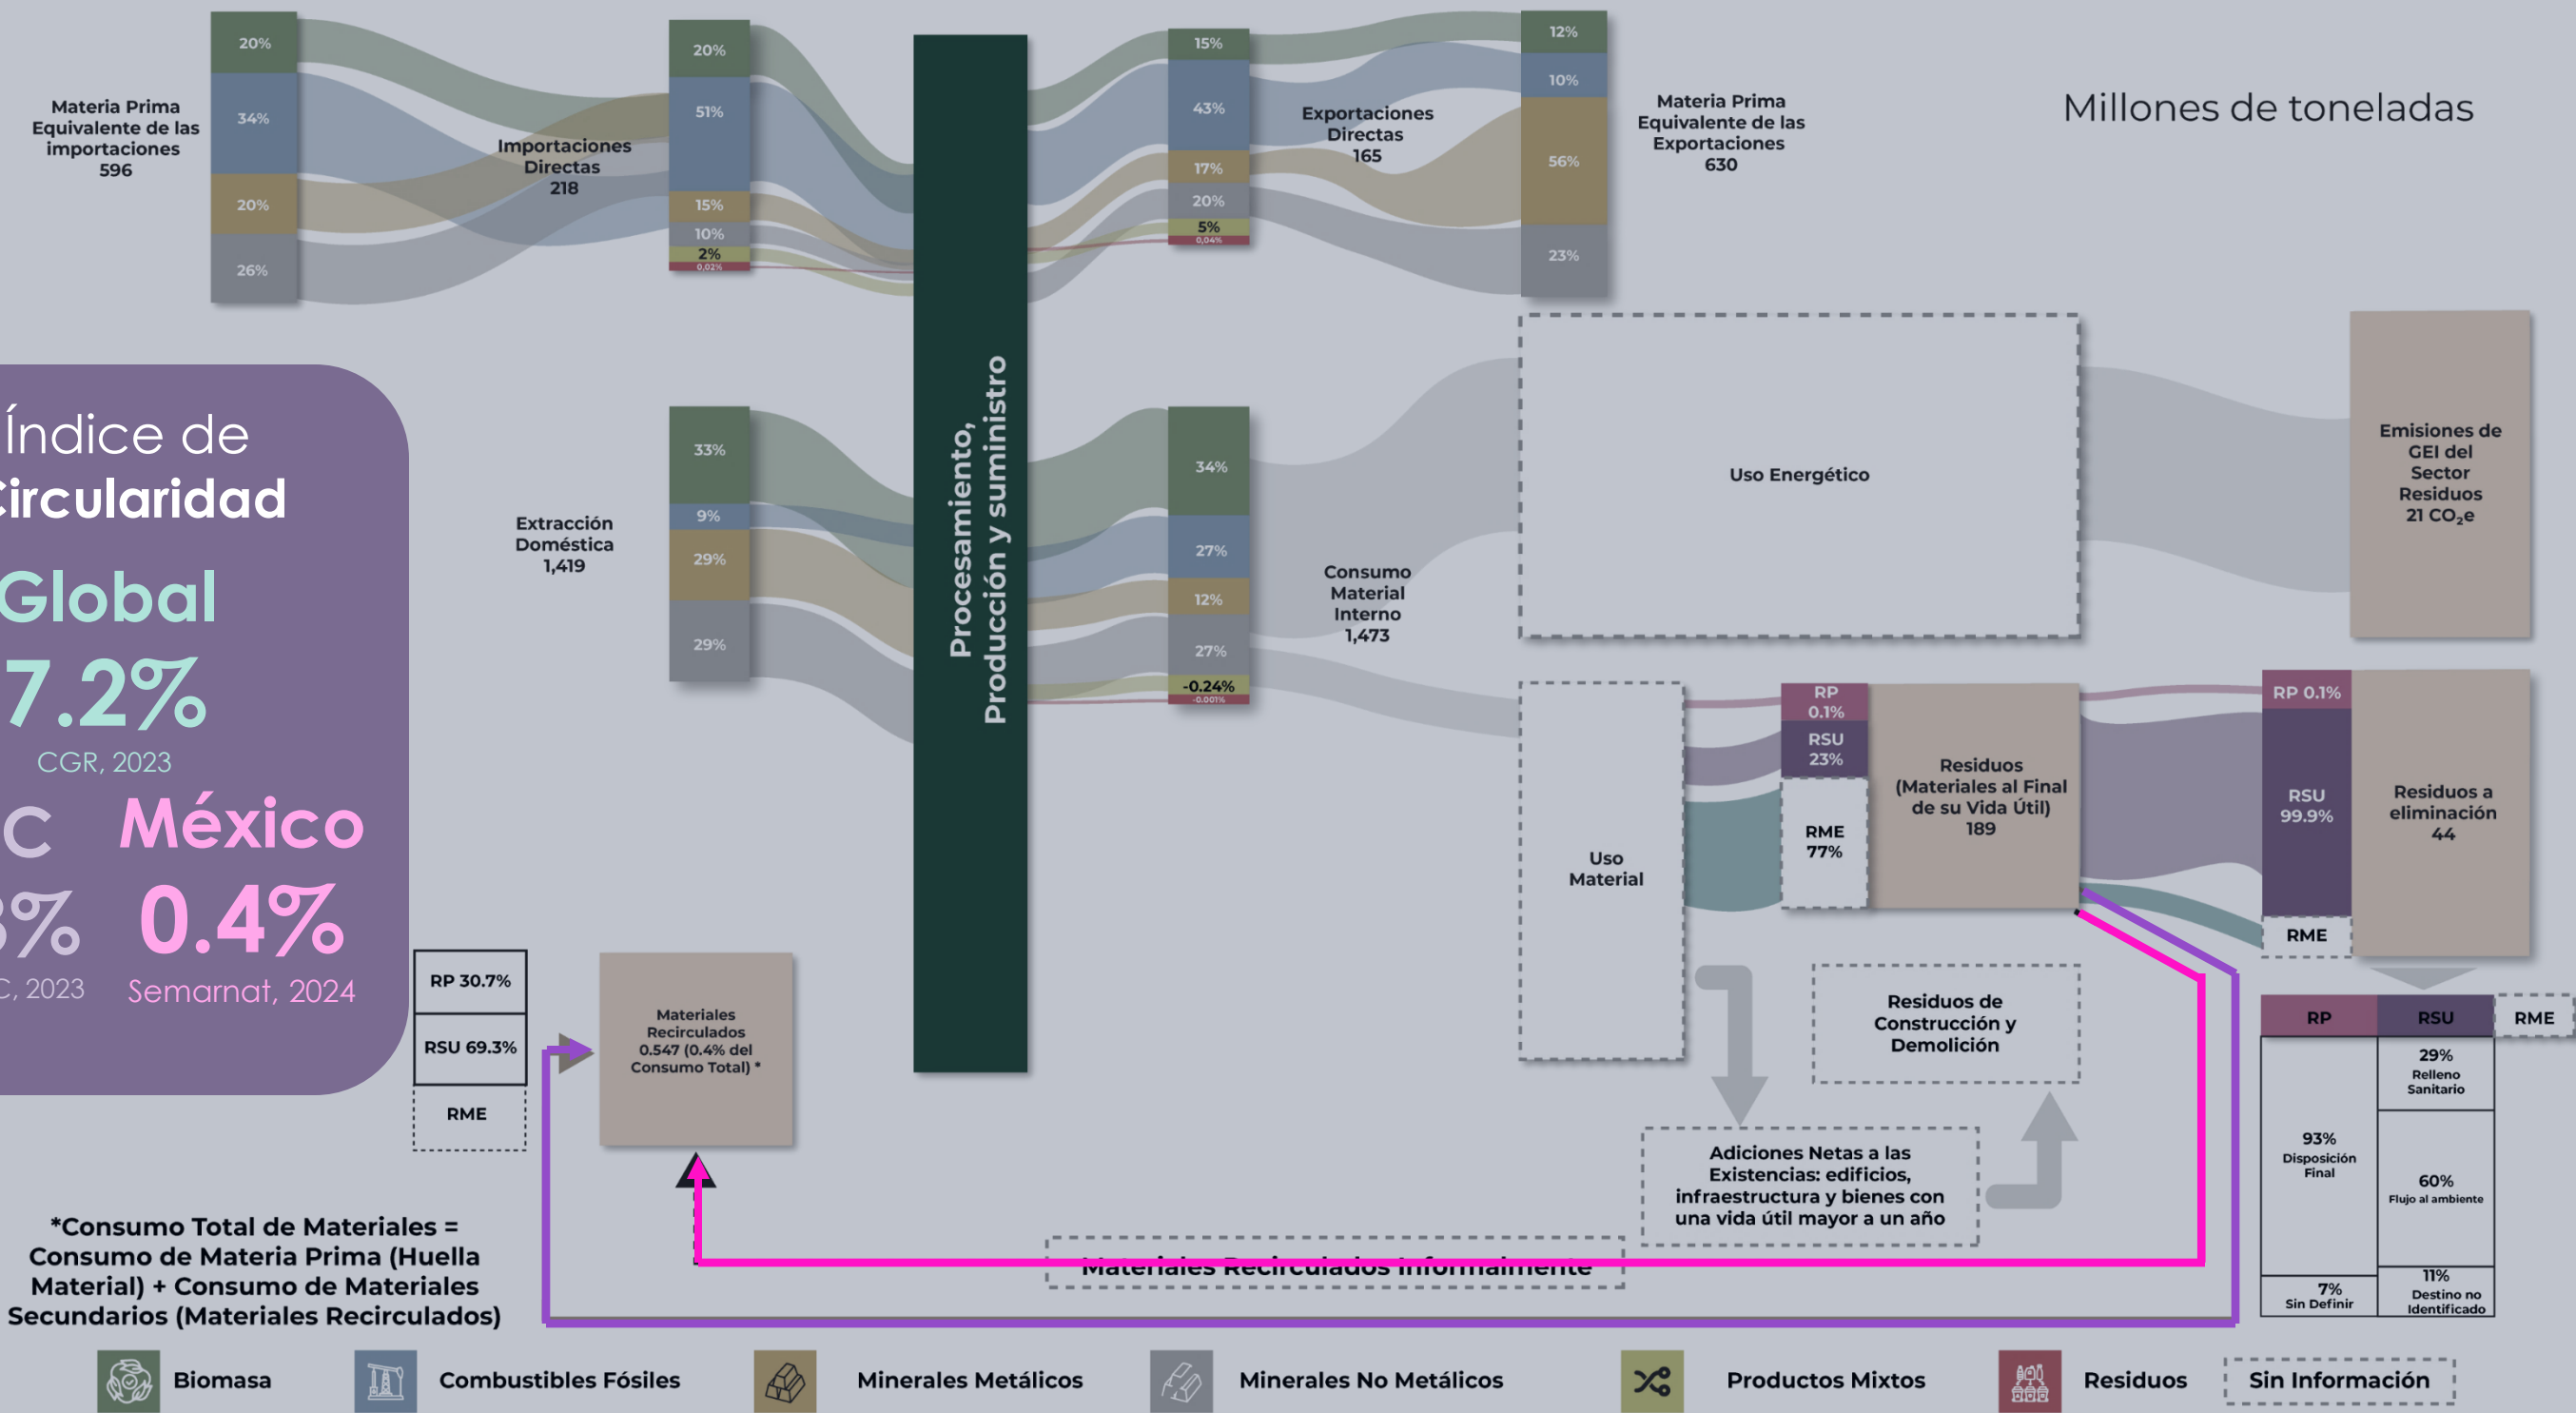 Millones de toneladas
Materia Prima
Equivalente de las
importaciones
596
20%
34%
20%
26%
Importaciones
Directas
218
20%
51%
15%
10%
2%
0,02%
Procesamiento,
Producción y suministro
15%
43%
17%
20%
5%
0,04%
Exportaciones
Directas
165
12%
10%
56%
23%
Materia Prima
Equivalente de las
Exportaciones
630
Índice de
Circularidad
Global
7.2%
CGR, 2023
C
México
3%
0.4%
C, 2023
Semarnat, 2024
Extracción
Doméstica
1,419
33%
9%
29%
29%
34%
27%
12%
27%
-0.24%
-0.001%
Consumo
Material
Interno
1,473
Uso Energético
Emisiones de
GEI del
Sector
Residuos
21 CO₂e
Uso
Material
RP
0.1%
RSU
23%
RME
77%
Residuos
(Materiales al Final
de su Vida Útil)
189
RP 0.1%
RSU
99.9%
RME
Residuos a
eliminación
44
RP
RSU
RME
93%
Disposición
Final
7%
Sin Definir
29%
Relleno
Sanitario
60%
Flujo al ambiente
11%
Destino no
Identificado
Residuos de
Construcción y
Demolición
Adiciones Netas a las
Existencias: edificios,
infraestructura y bienes con
una vida útil mayor a un año
Materiales Recirculados Informalmente
RP 30.7%
RSU 69.3%
RME
Materiales
Recirculados
0.547 (0.4% del
Consumo Total) *
*Consumo Total de Materiales =
Consumo de Materia Prima (Huella
Material) + Consumo de Materiales
Secundarios (Materiales Recirculados)
Biomasa
Combustibles Fósiles
Minerales Metálicos
Minerales No Metálicos
Productos Mixtos
Residuos
Sin Información